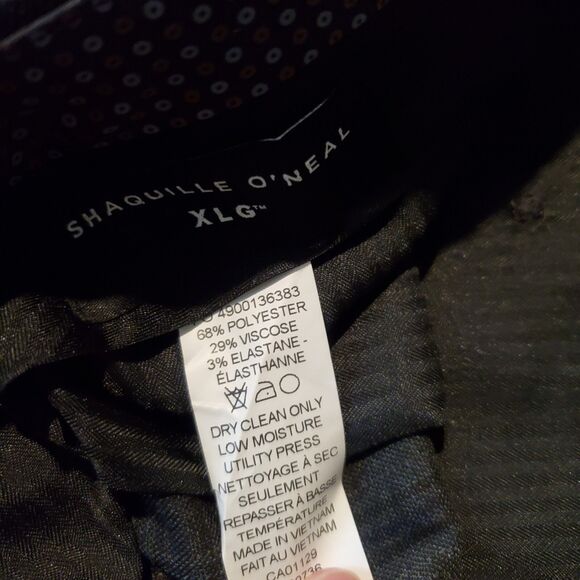 SHAQUILLE O'NEAL
XLG™
4900136383
68% POLYESTER
29% VISCOSE
3% ELASTANE -
ÉLASTHANNE
DRY CLEAN ONLY
LOW MOISTURE
UTILITY PRESS
NETTOYAGE À SEC
SEULEMENT
REPASSER À BASSE
TEMPÉRATURE
MADE IN VIETNAM
FAIT AU VIETNAM
CA01129
0736